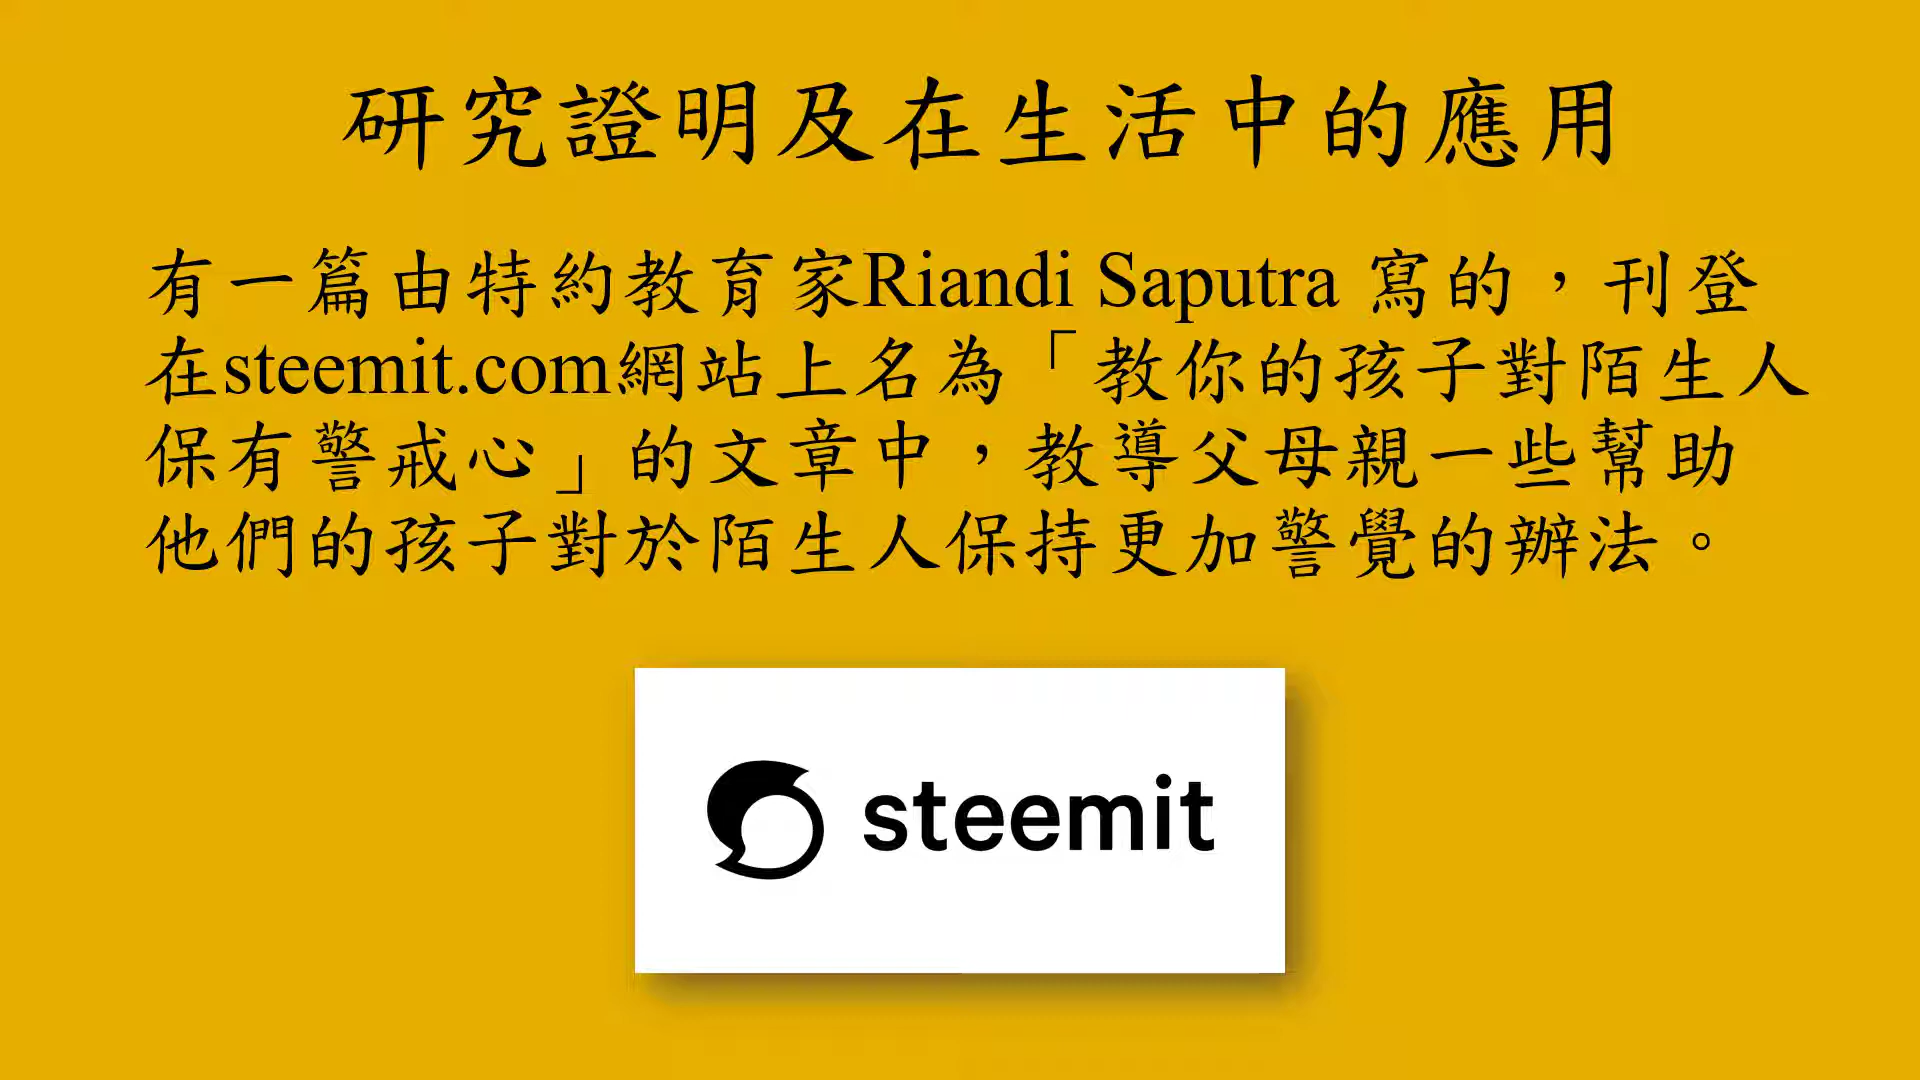 研究證明及在生活中的應用
有一篇由特約教育家Riandi Saputra 寫的，刊登
在steemit.com網站上名為「教你的孩子對陌生人
保有警戒心」的文章中，教導父母親一些幫助
他們的孩子對於陌生人保持更加警覺的辦法。
steemit